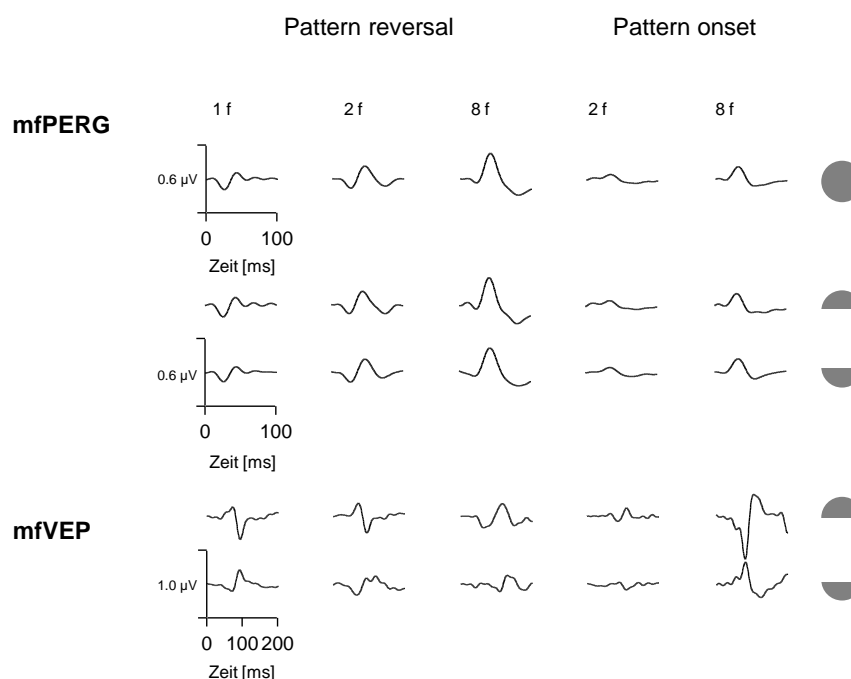 Pattern reversal Pattern onset
1 f 2 f 8 f 2 f 8 f
mfPERG
0.6 µV
0 100
Zeit [ms]
0.6 µV
0 100
Zeit [ms]
mfVEP
1.0 µV
0 100 200
Zeit [ms]